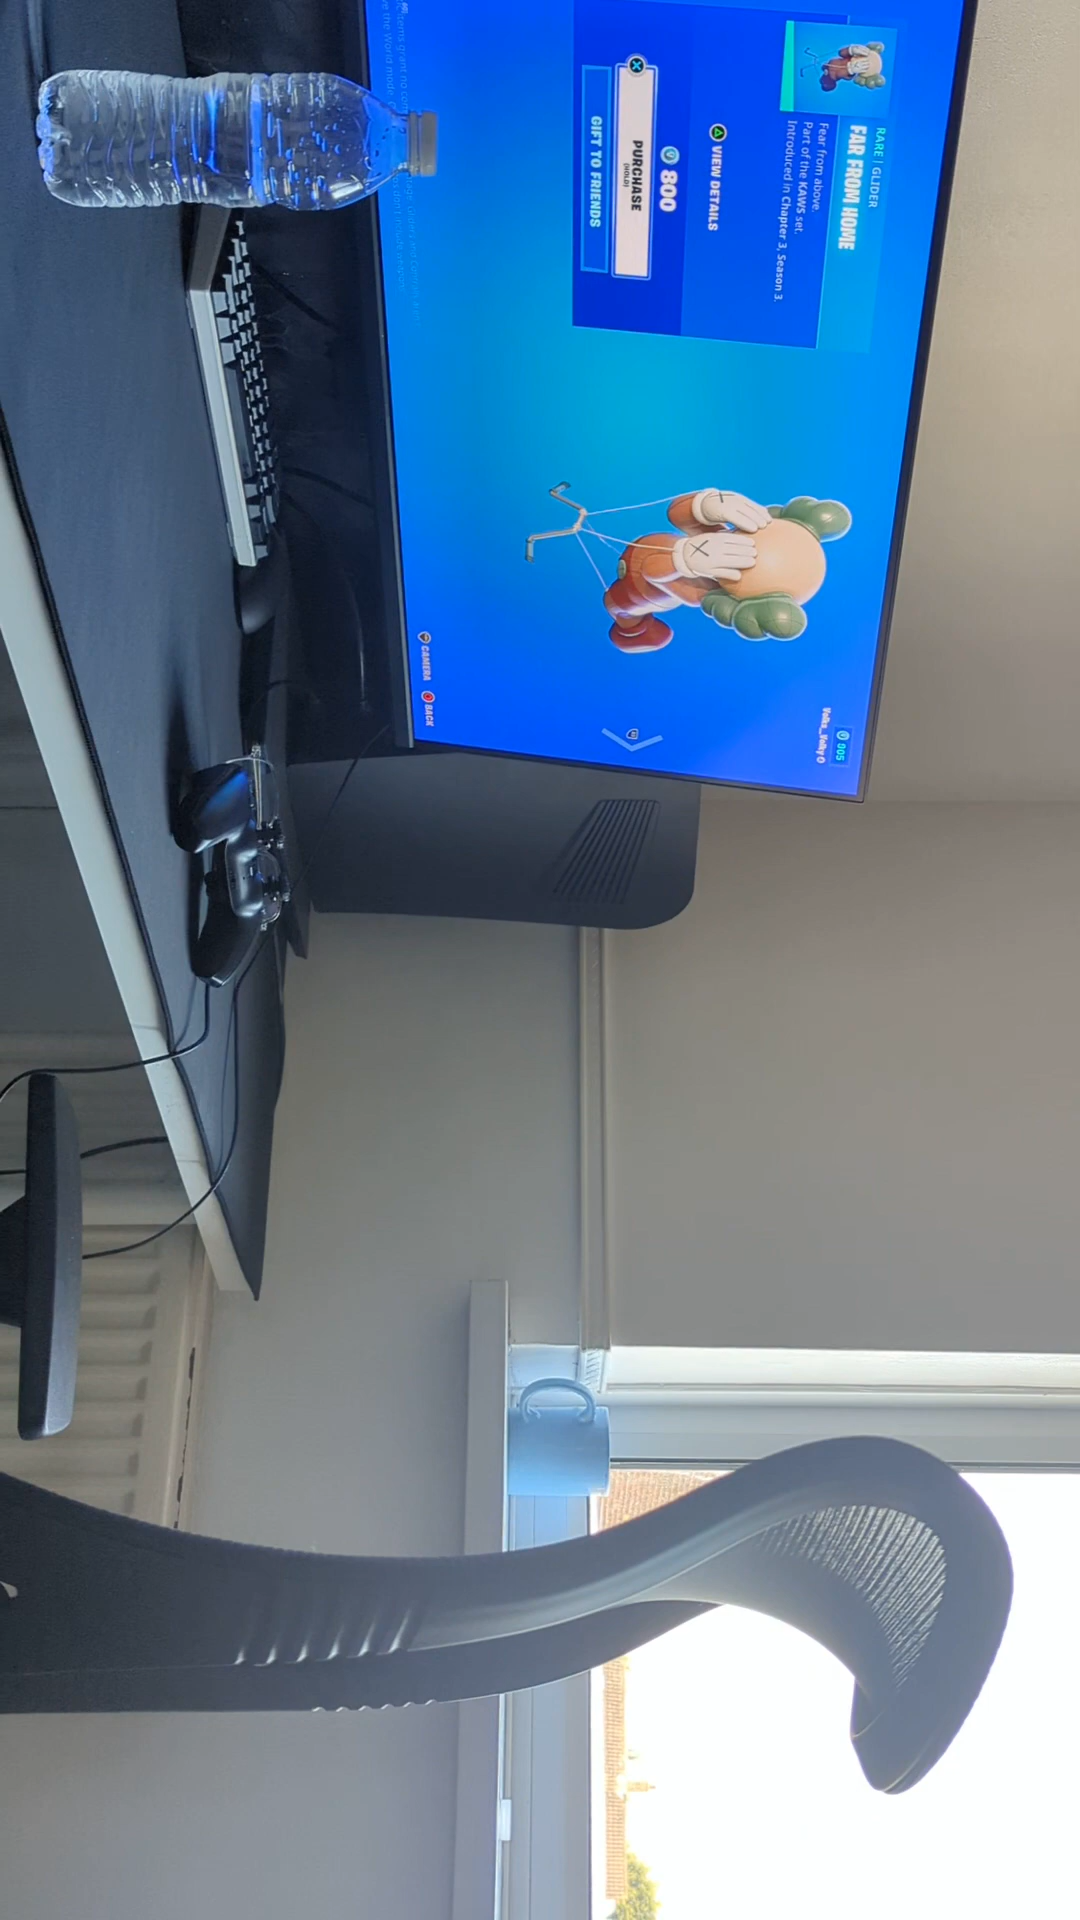 RARE | GLIDER
FAR FROM HOME
Fear from above.
Part of the KAWS set.
Introduced in Chapter 3, Season 3.
VIEW DETAILS
800
PURCHASE
(HOLD)
GIFT TO FRIENDS
CAMERA
BACK